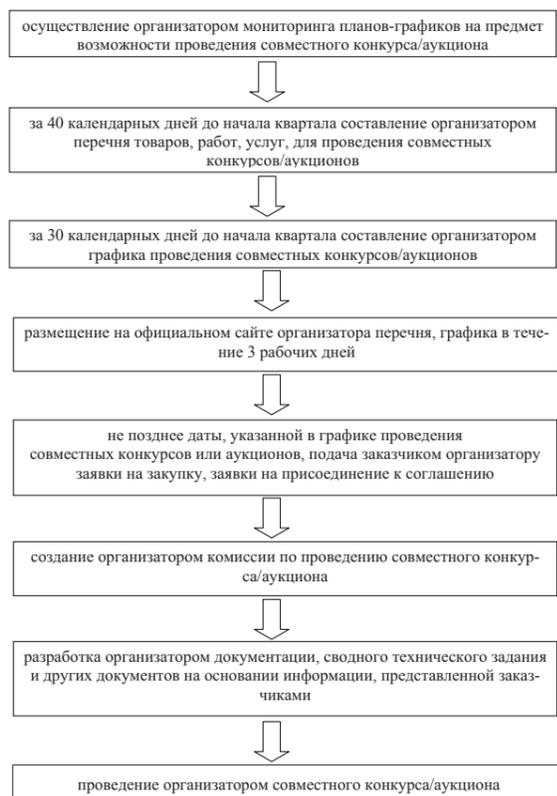 осуществление организатором мониторинга планов-графиков на предмет
возможности проведения совместного конкурса/аукциона
за 40 календарных дней до начала квартала составление организатором
перечня товаров, работ, услуг, для проведения совместных
конкурсов/аукционов
за 30 календарных дней до начала квартала составление организатором
графика проведения совместных конкурсов/аукционов
размещение на официальном сайте организатора перечня, графика в тече-
ние 3 рабочих дней
не позднее даты, указанной в графике проведения
совместных конкурсов или аукционов, подача заказчиком организатору
заявки на закупку, заявки на присоединение к соглашению
создание организатором комиссии по проведению совместного конкур-
са/аукциона
разработка организатором документации, сводного технического задания
и других документов на основании информации, представленной заказ-
чиками
проведение организатором совместного конкурса/аукциона